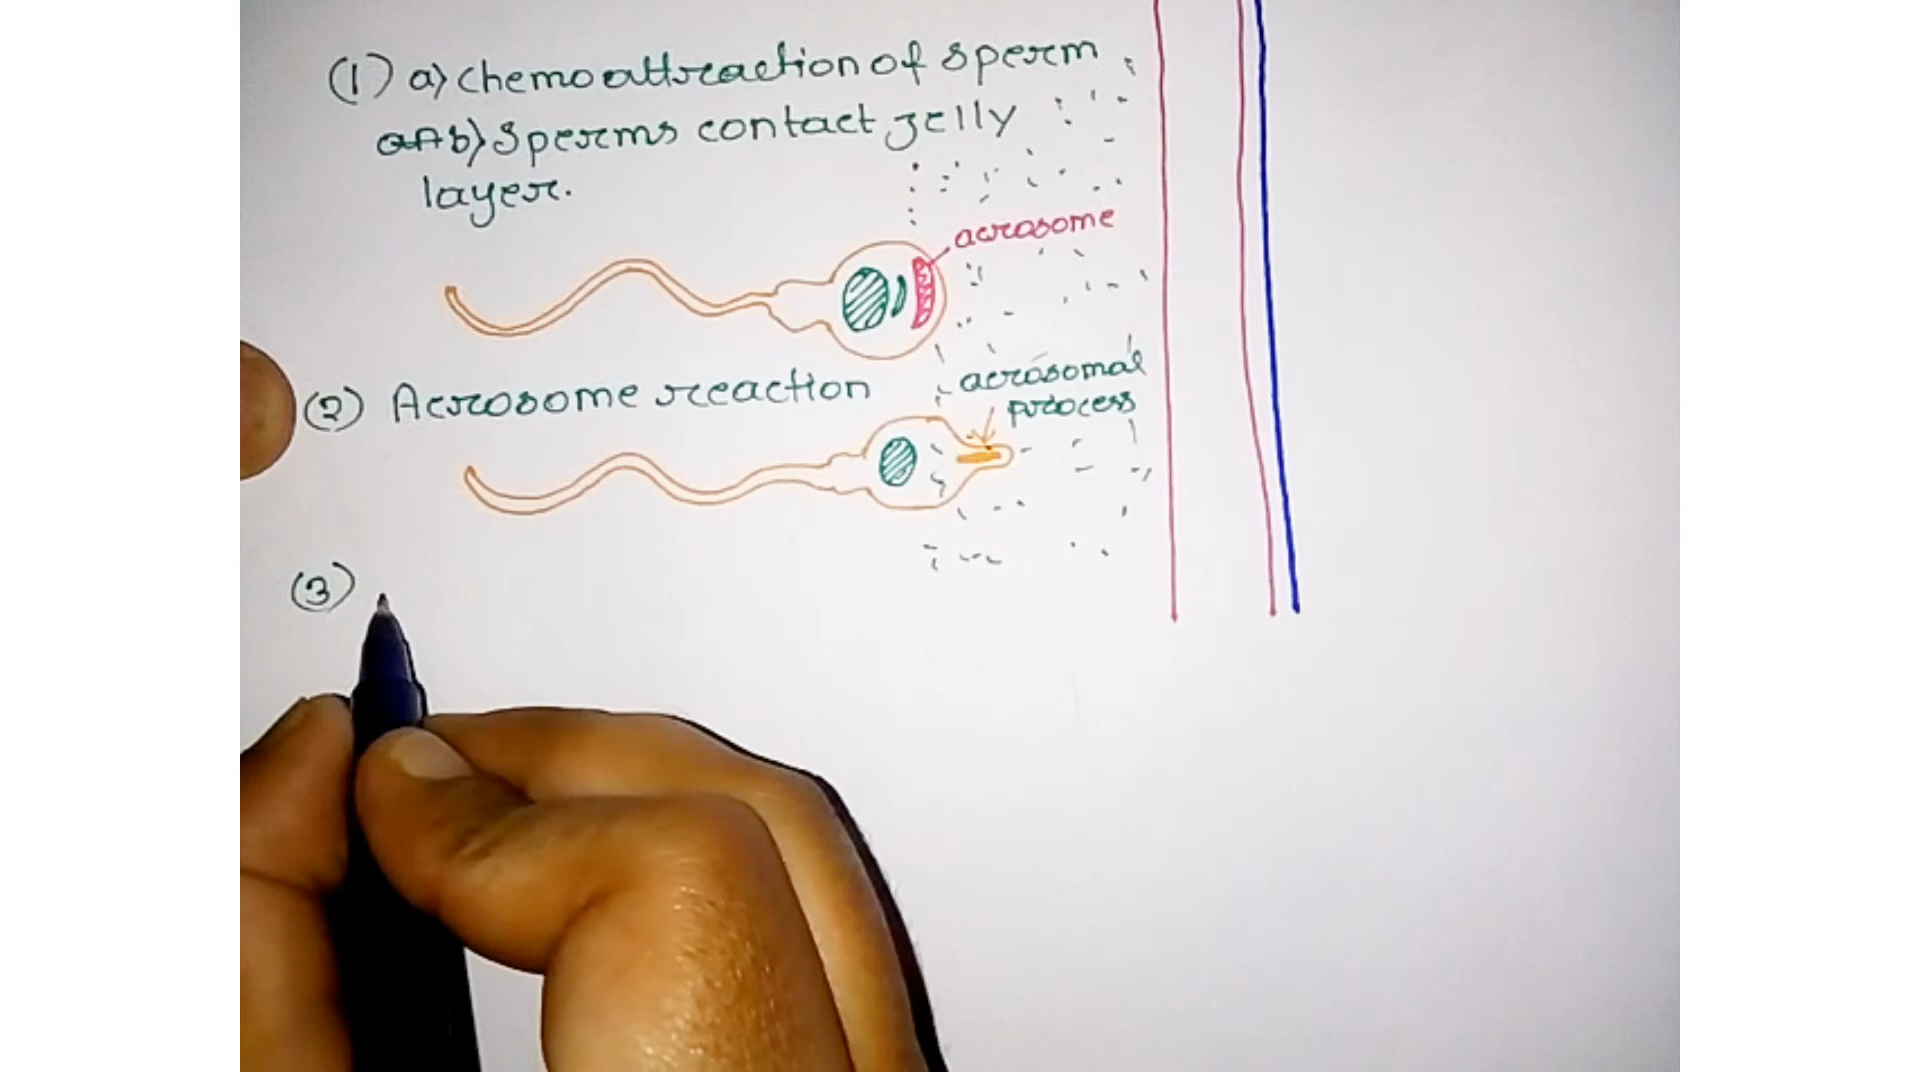 (1) a) chemoattraction of sperm
b) sperms contact jelly
layer.
acrosome
(2) Acrosome reaction
acrosomal
process
(3)